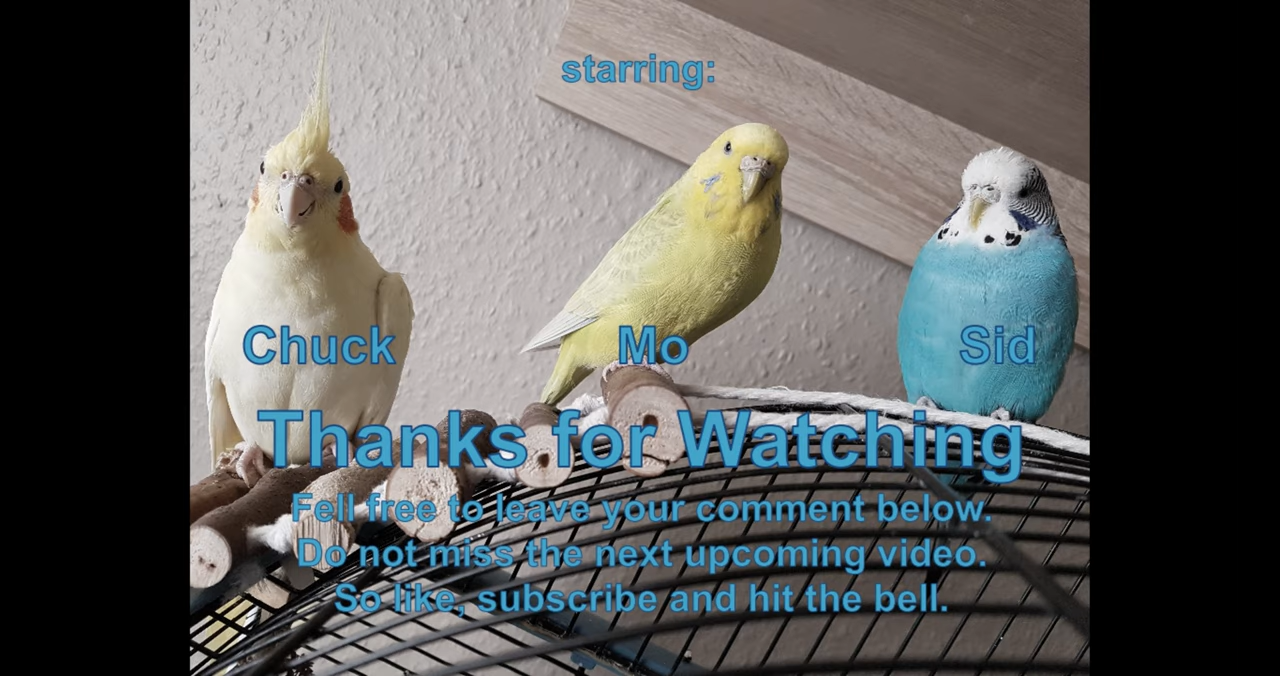 starring:
Chuck Mo Sid
Thanks for Watching
Fell free to leave your comment below.
Do not miss the next upcoming video.
So like, subscribe and hit the bell.